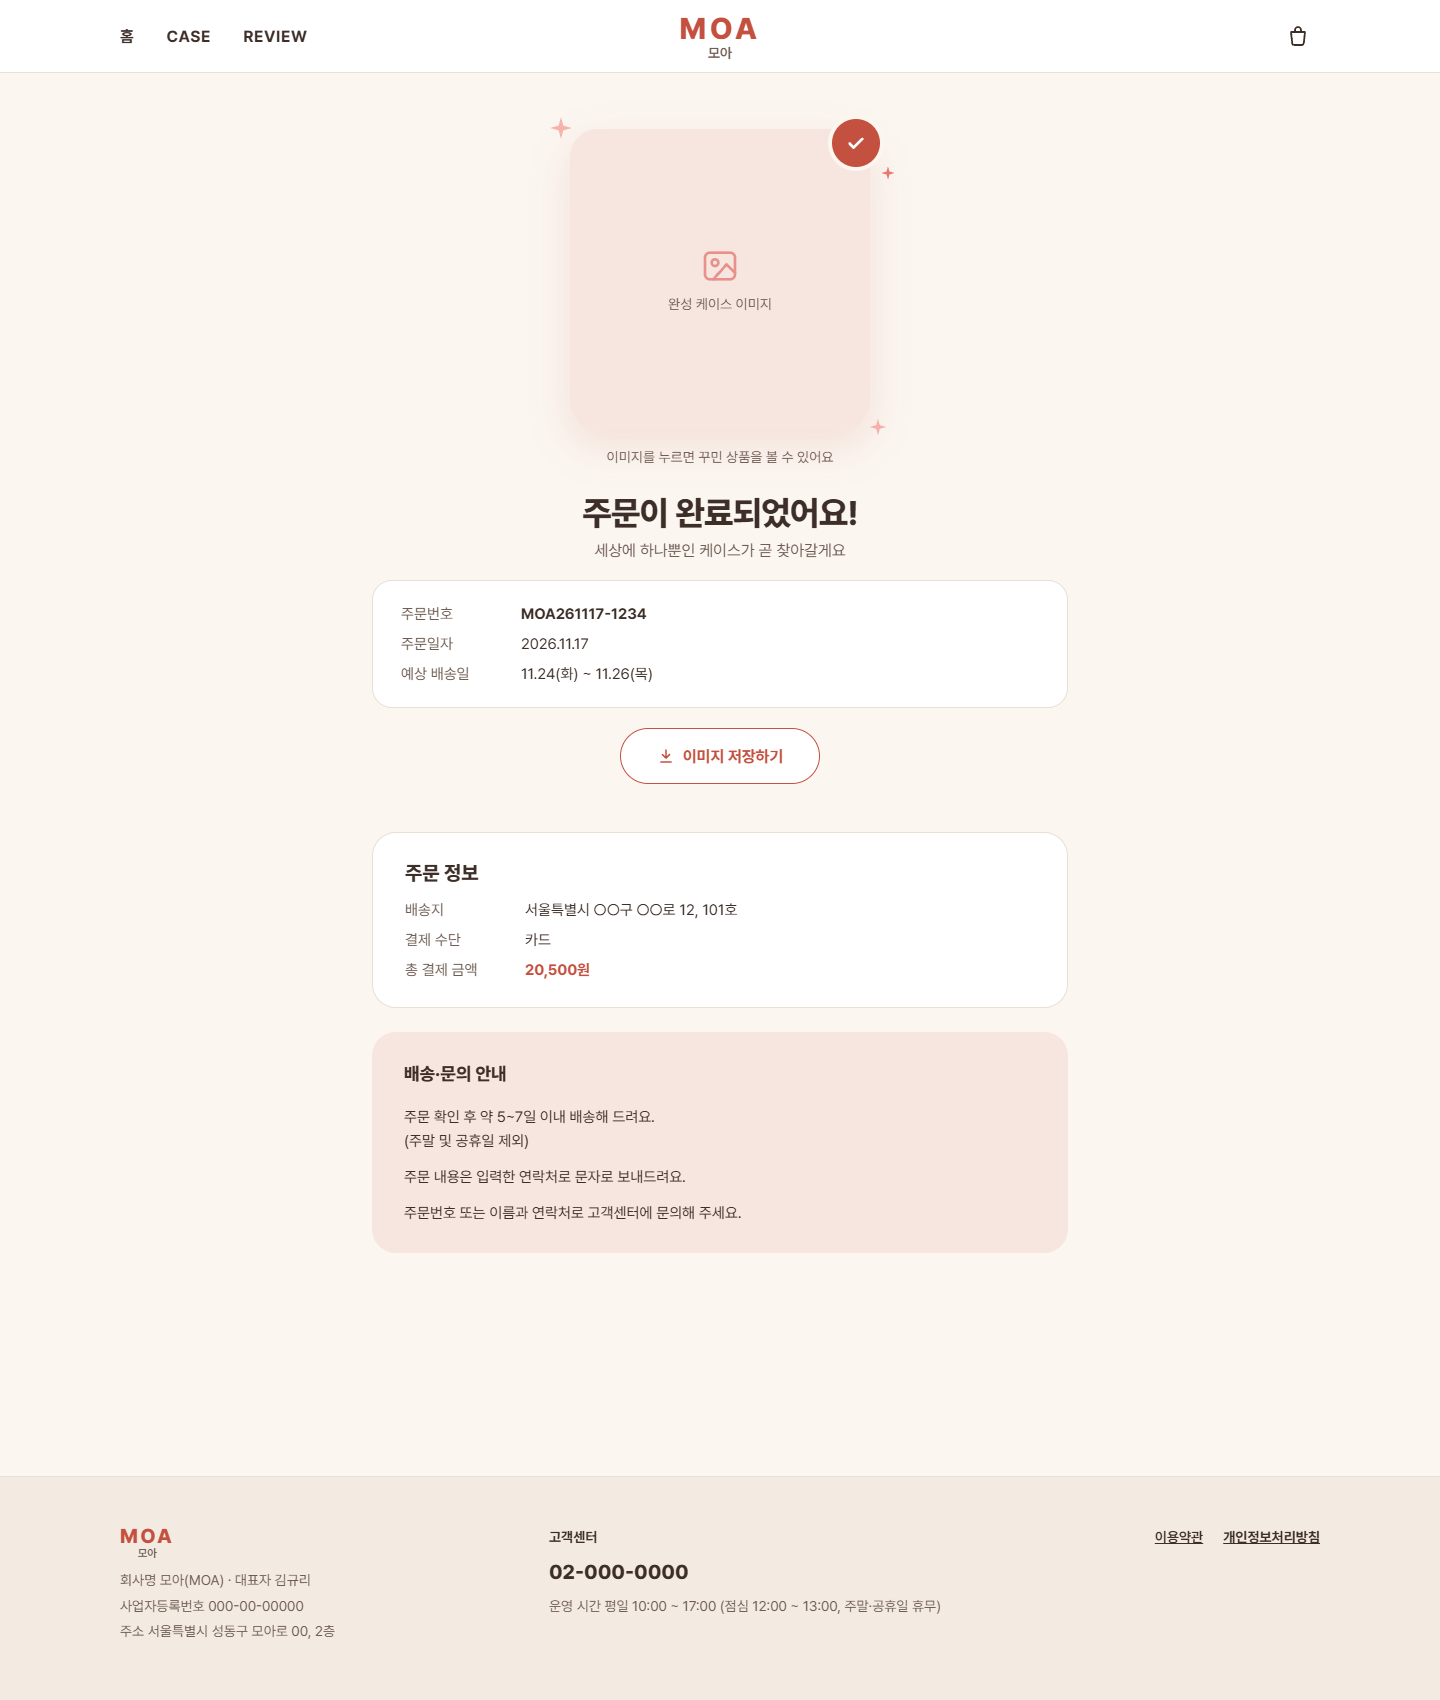 홈 CASE REVIEW
MOA
모아
완성 케이스 이미지
이미지를 누르면 꾸민 상품을 볼 수 있어요
주문이 완료되었어요!
세상에 하나뿐인 케이스가 곧 찾아갈게요
주문번호 MOA261117-1234
주문일자 2026.11.17
예상 배송일 11.24(화) ~ 11.26(목)
이미지 저장하기
주문 정보
배송지 서울특별시 ○○구 ○○로 12, 101호
결제 수단 카드
총 결제 금액 20,500원
배송·문의 안내
주문 확인 후 약 5~7일 이내 배송해 드려요.
(주말 및 공휴일 제외)
주문 내용은 입력한 연락처로 문자로 보내드려요.
주문번호 또는 이름과 연락처로 고객센터에 문의해 주세요.
MOA
모아
회사명 모아(MOA) · 대표자 김규리
사업자등록번호 000-00-00000
주소 서울특별시 성동구 모아로 00, 2층
고객센터
02-000-0000
운영 시간 평일 10:00 ~ 17:00 (점심 12:00 ~ 13:00, 주말·공휴일 휴무)
이용약관 개인정보처리방침